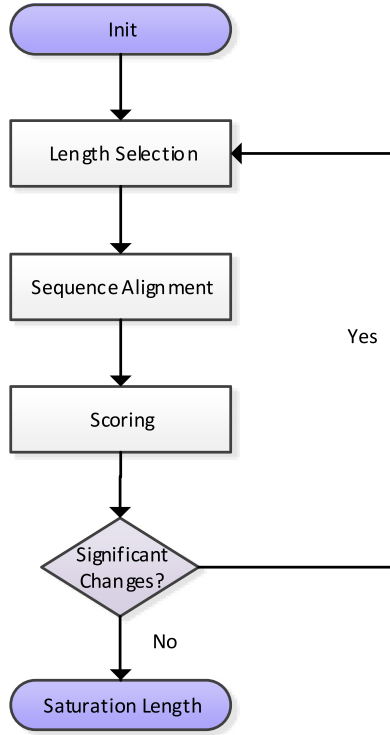 Init
Length Selection
Sequence Alignment
Yes
Scoring
Significant
Changes?
No
Saturation Length